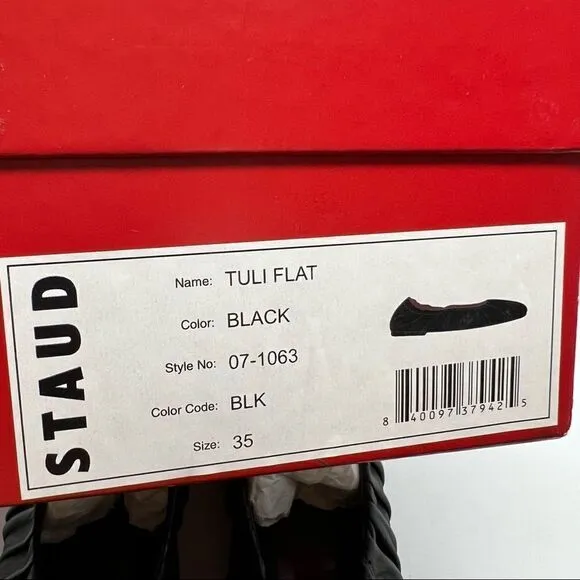 STAUD
Name: TULI FLAT
Color: BLACK
Style No: 07-1063
Color Code: BLK
Size: 35
8 40097 37942 5